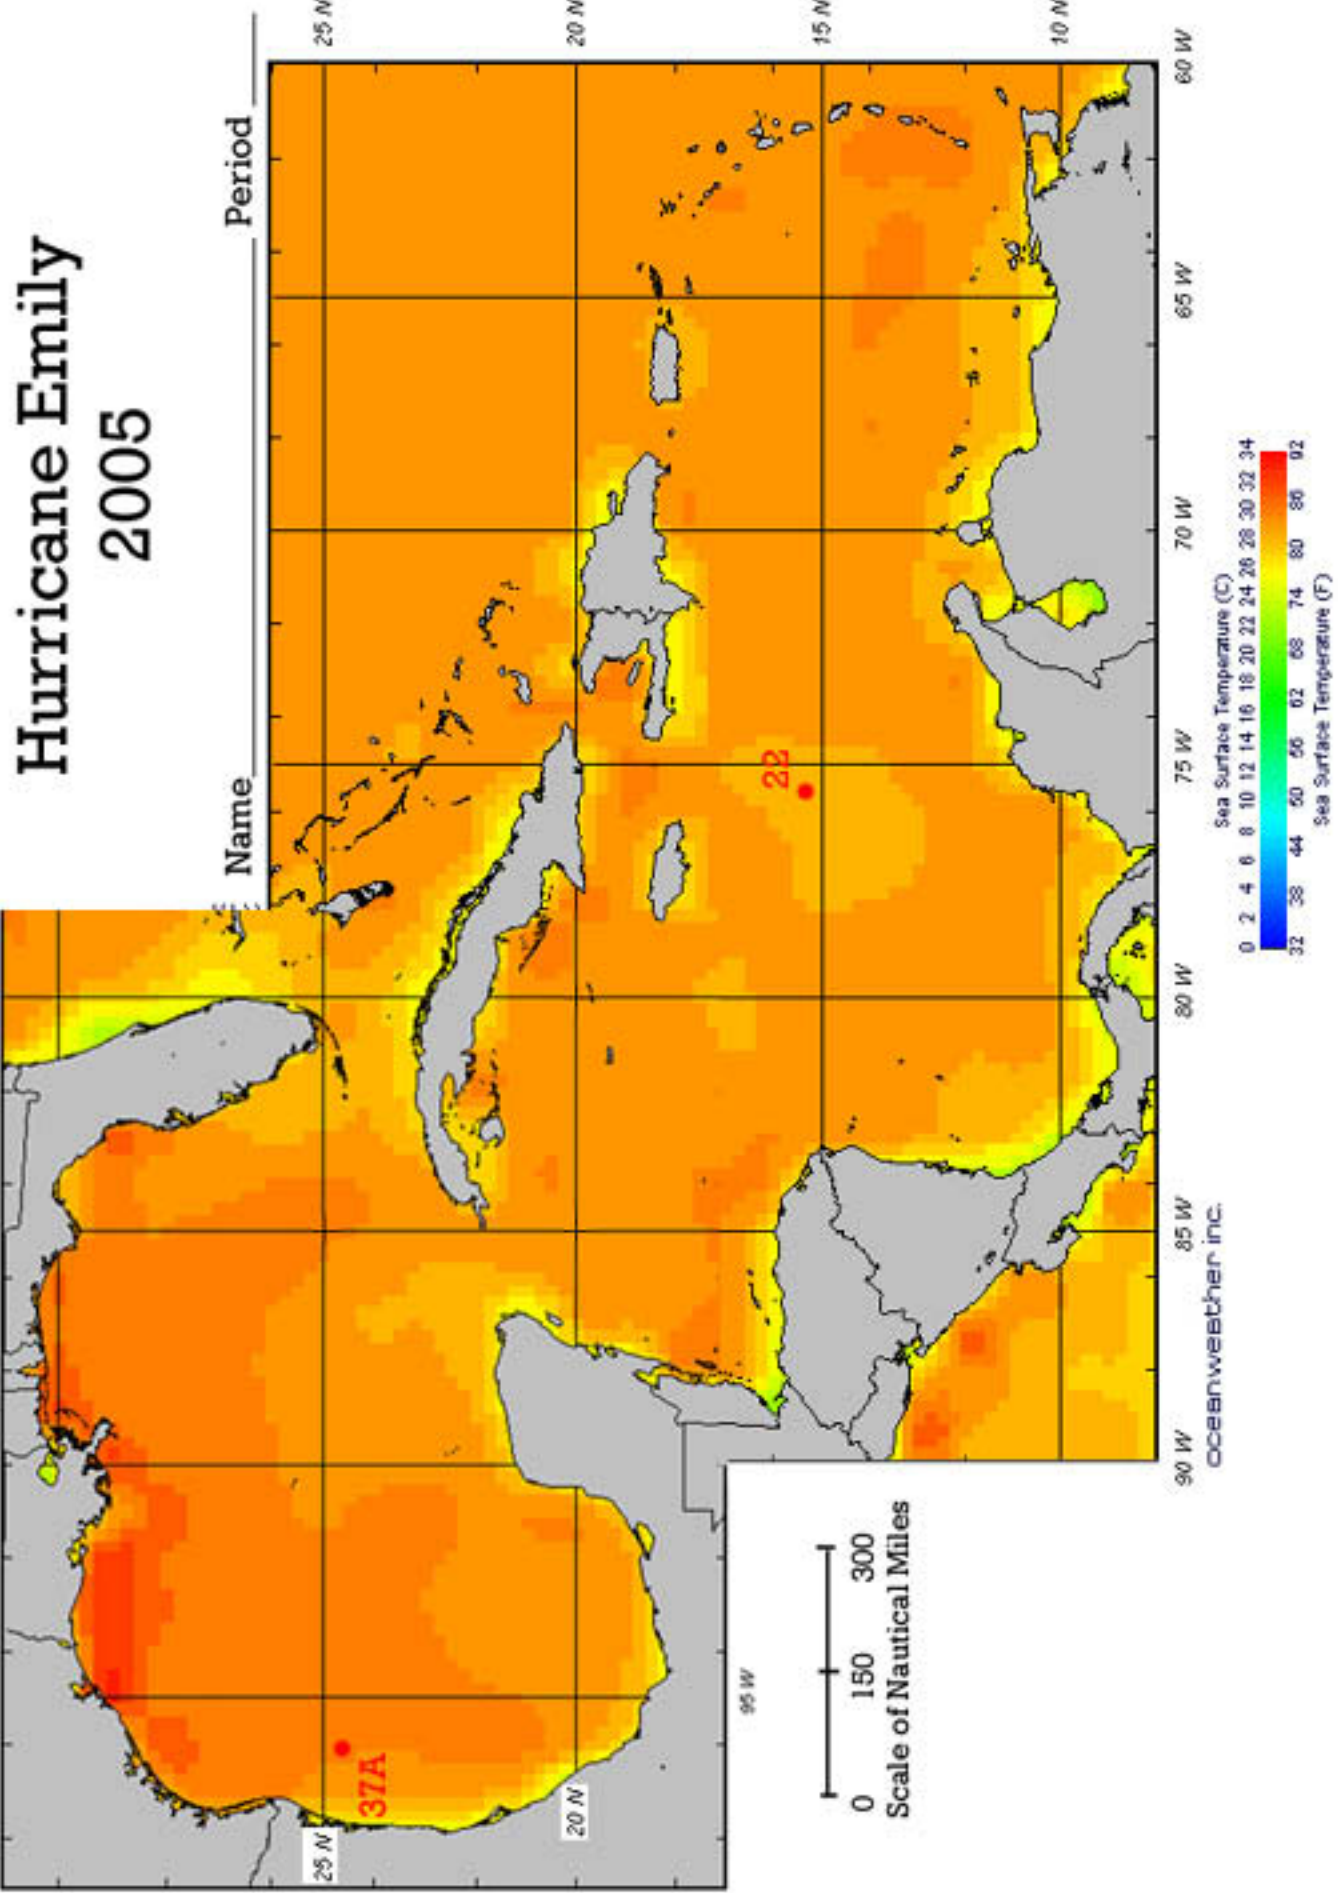 Hurricane Emily
2005
Name Period
25 N
20 N
15 N
10 N
60 W
65 W
70 W
75 W
80 W
85 W
90 W
95 W
25 N
20 N
22
37A
0 150 300
Scale of Nautical Miles
oceanweather inc.
Sea Surface Temperature (C)
0 2 4 6 8 10 12 14 16 18 20 22 24 26 28 30 32 34
32 38 44 50 56 62 68 74 80 86 92
Sea Surface Temperature (F)